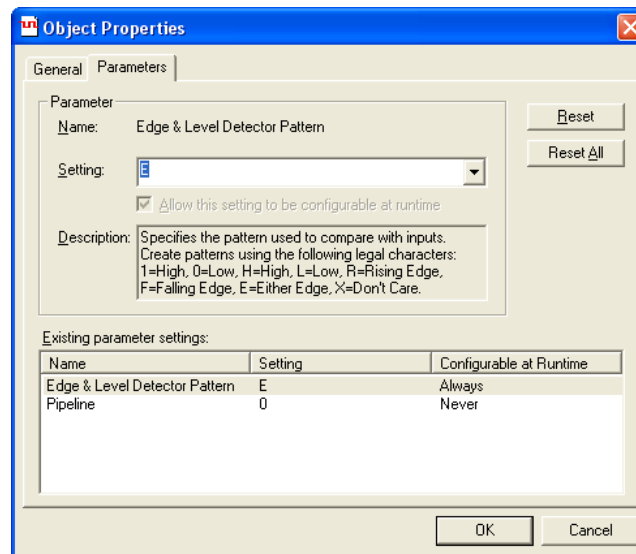 Object Properties
General
Parameters
Parameter
Name: Edge & Level Detector Pattern
Reset
Reset All
Setting: E
Allow this setting to be configurable at runtime
Description: Specifies the pattern used to compare with inputs.
Create patterns using the following legal characters:
1=High, 0=Low, H=High, L=Low, R=Rising Edge,
F=Falling Edge, E=Either Edge, X=Don't Care.
Existing parameter settings:
Name Setting Configurable at Runtime
Edge & Level Detector Pattern E Always
Pipeline 0 Never
OK Cancel